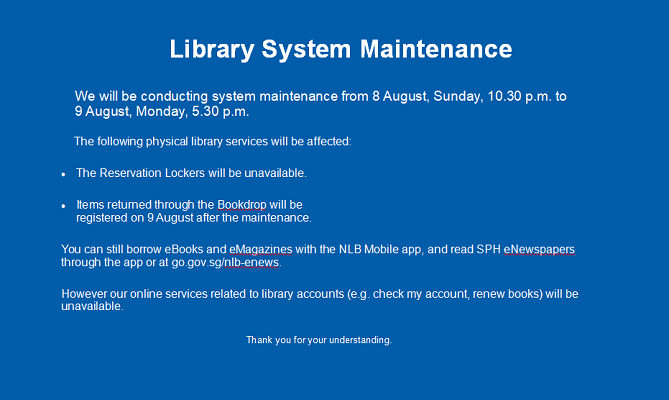 Library System Maintenance
We will be conducting system maintenance from 8 August, Sunday, 10.30 p.m. to
9 August, Monday, 5.30 p.m.
The following physical library services will be affected:
• The Reservation Lockers will be unavailable.
• Items returned through the Bookdrop will be
registered on 9 August after the maintenance.
You can still borrow eBooks and eMagazines with the NLB Mobile app, and read SPH eNewspapers
through the app or at go.gov.sg/nlb-enews.
However our online services related to library accounts (e.g. check my account, renew books) will be
unavailable.
Thank you for your understanding.